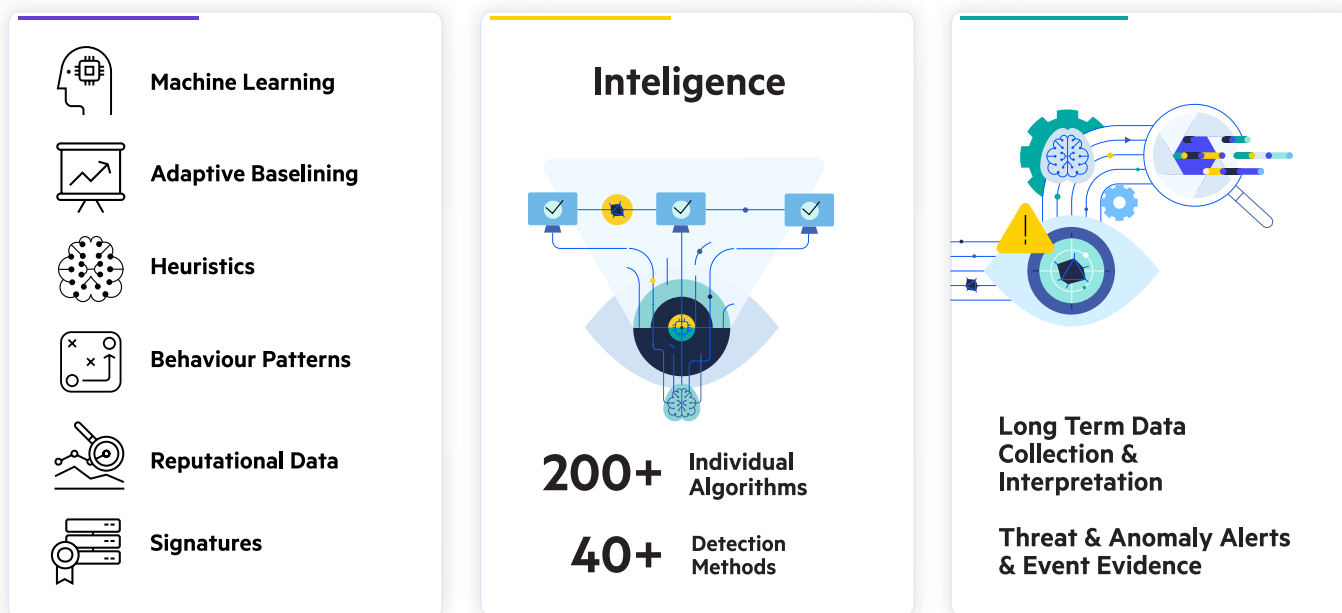 Machine Learning
Adaptive Baselining
Heuristics
Behaviour Patterns
Reputational Data
Signatures
Inteligence
200+ Individual
Algorithms
40+ Detection
Methods
Long Term Data
Collection &
Interpretation
Threat & Anomaly Alerts
& Event Evidence